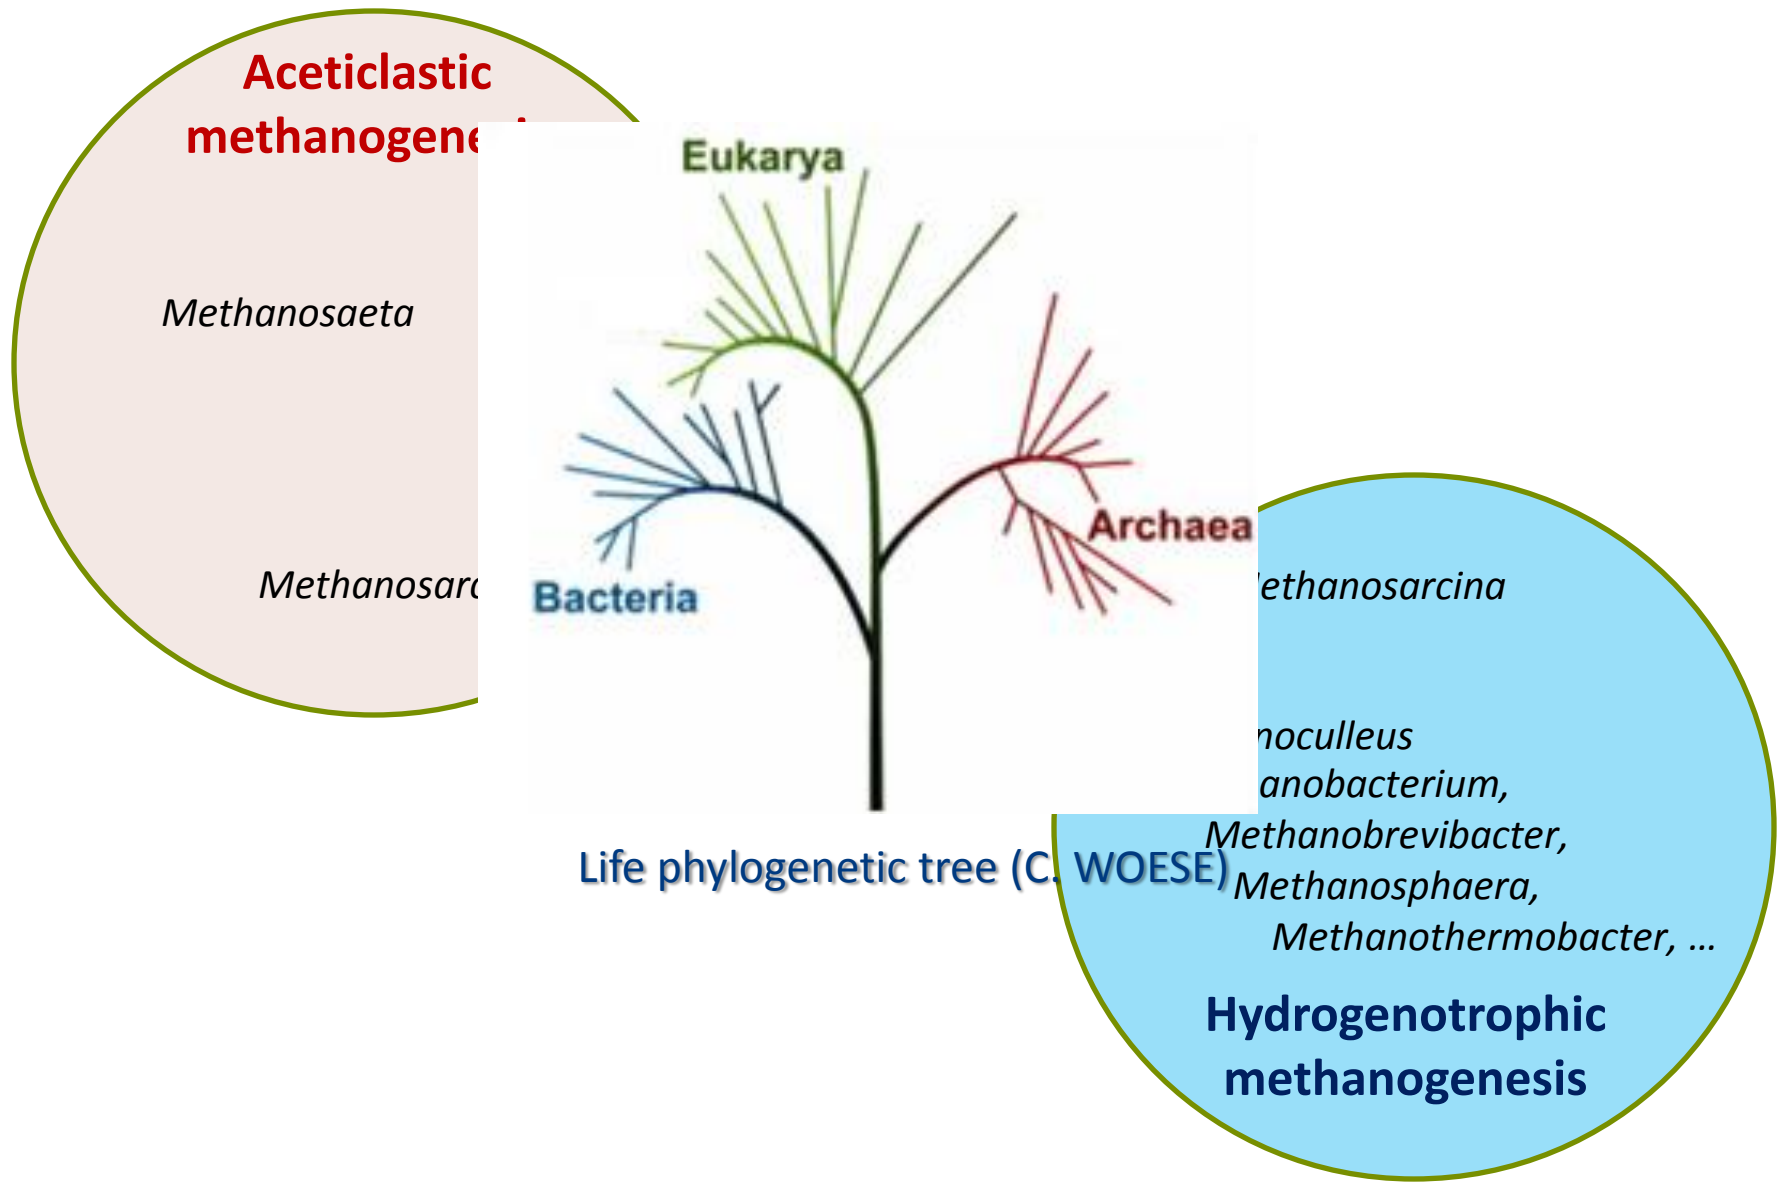 Aceticlastic
methanogene
Eukarya
Methanosaeta
Archaea
Methanosarc
Bacteria
ethanosarcina
noculleus
anobacterium,
Methanobrevibacter,
Life phylogenetic tree (C. WOESE)
Methanosphaera,
Methanothermobacter, ...
Hydrogenotrophic
methanogenesis